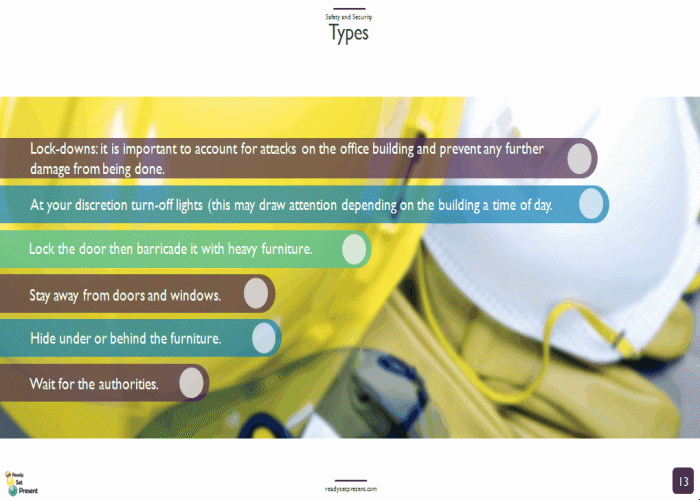 Safety and Security
Types
Lock-downs: it is important to account for attacks on the office building and prevent any further
damage from being done.
At your discretion turn-off lights (this may draw attention depending on the building a time of day.
Lock the door then barricade it with heavy furniture.
Stay away from doors and windows.
Hide under or behind the furniture.
Wait for the authorities.
Ready
Set
Present
readysetpresent.com
13